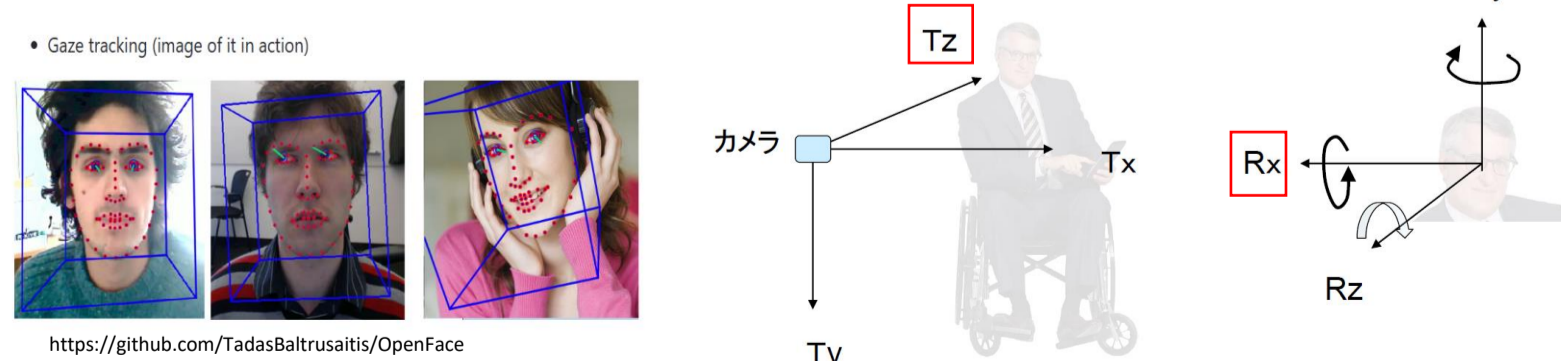 • Gaze tracking (image of it in action)
https://github.com/TadasBaltrusaitis/OpenFace
Tz
カメラ
Tx
Ty
Rx
Rz